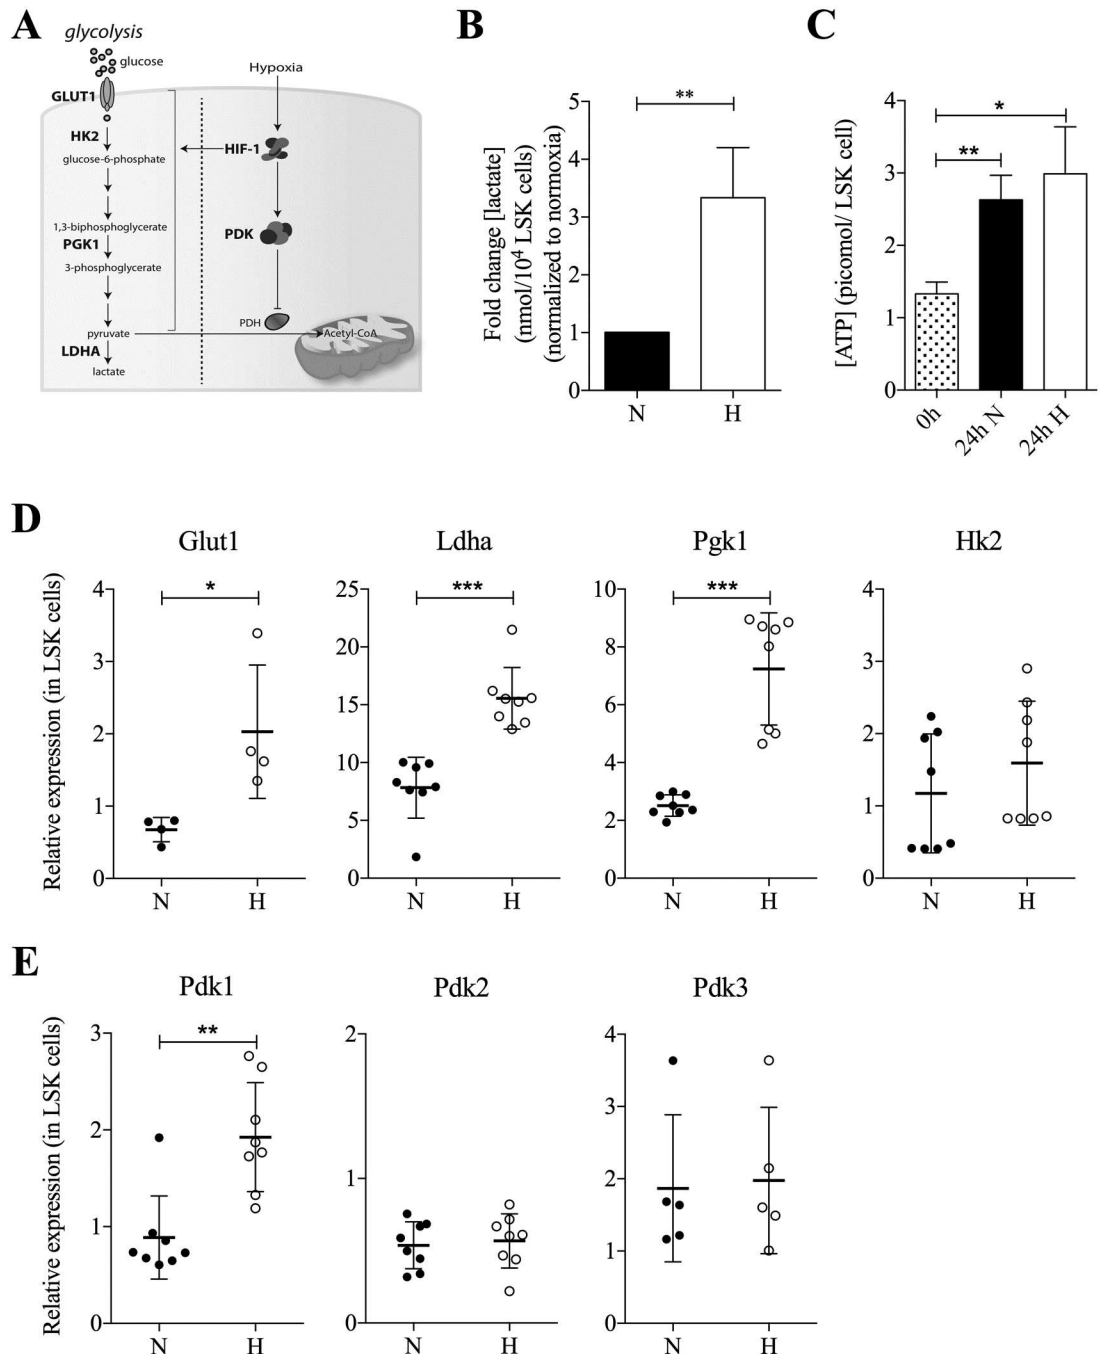 A
glycolysis
glucose
GLUT1
HK2
glucose-6-phosphate
1,3-biphosphoglycerate
PGK1
3-phosphoglycerate
pyruvate
LDHA
lactate
Hypoxia
HIF-1
PDK
PDH
Acetyl-CoA
B
Fold change [lactate]
(nmol/10⁴ LSK cells)
(normalized to normoxia)
5
4
3
2
1
0
**
N H
C
[ATP] (picomol/ LSK cell)
4
3
2
1
0
*
**
0h 24h N 24h H
D
Relative expression (in LSK cells)
Glut1
4
3
2
1
0
*
N H
Ldha
25
20
15
10
5
0
***
N H
Pgk1
10
8
6
4
2
0
***
N H
Hk2
4
3
2
1
0
N H
E
Relative expression (in LSK cells)
Pdk1
3
2
1
0
**
N H
Pdk2
2
1
0
N H
Pdk3
4
3
2
1
0
N H